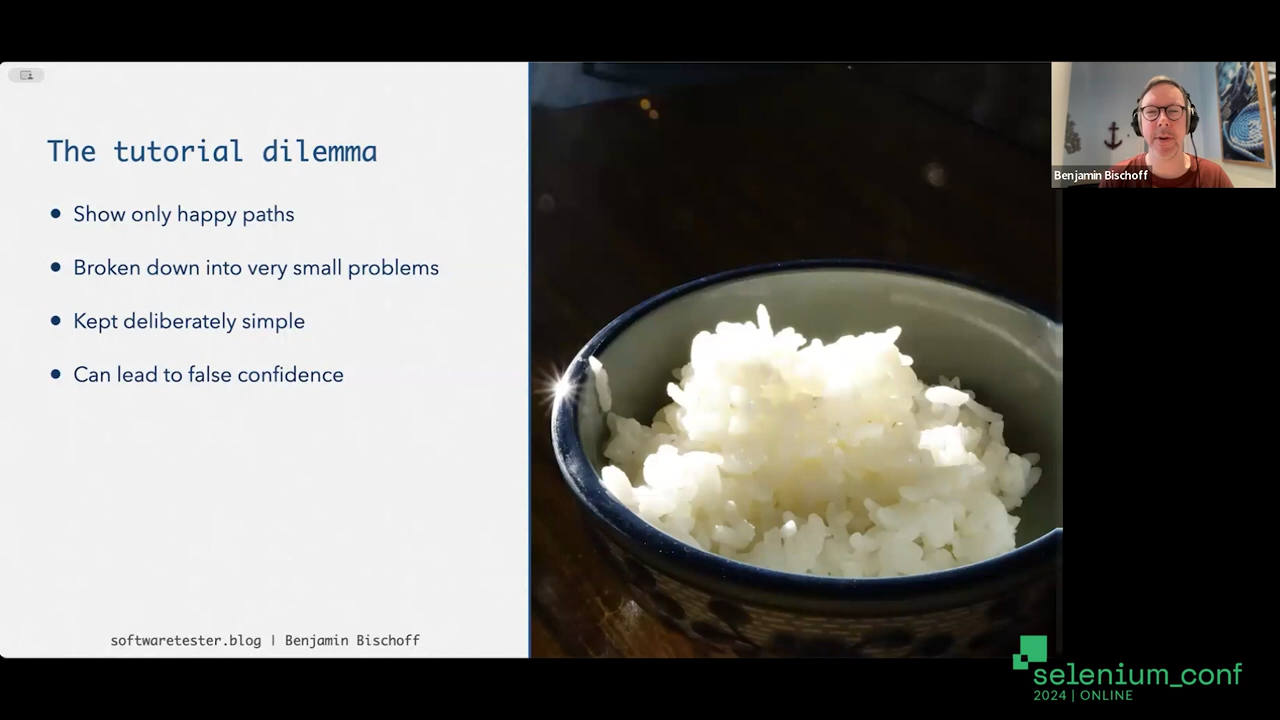 The tutorial dilemma
Show only happy paths
Broken down into very small problems
Kept deliberately simple
Can lead to false confidence
softwaretester.blog | Benjamin Bischoff
Benjamin Bischoff
selenium_conf
2024 | ONLINE